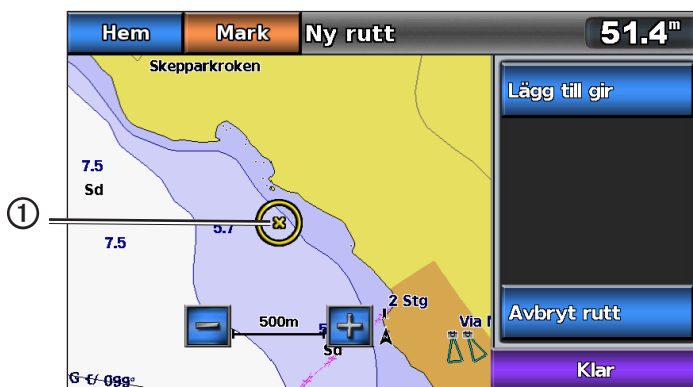 Hem Mark Ny rutt 51.4m
Skepparkroken
Lägg till gir
7.5
Sd
①
5.7
7.5
2 Stg
500m
Via
Avbryt rutt
Sd
Klar